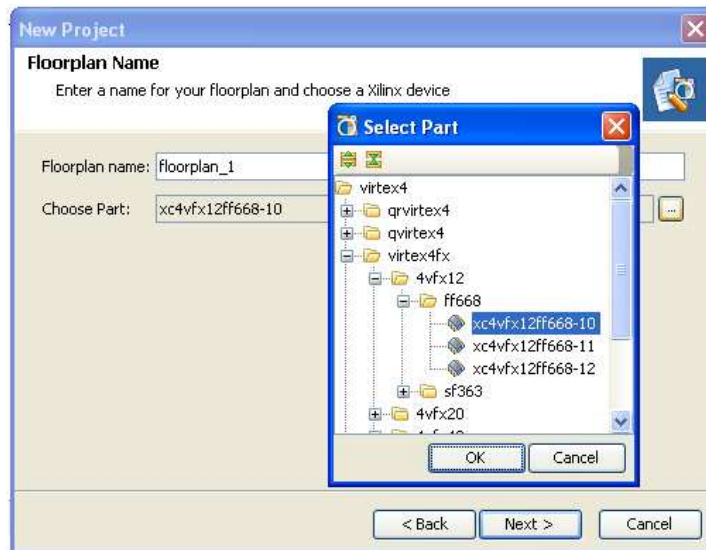 New Project
Floorplan Name
Enter a name for your floorplan and choose a Xilinx device
Select Part
Floorplan name: floorplan_1
Choose Part: xc4vfx12ff668-10
...
virtex4
qrvirtex4
qvirtex4
virtex4fx
4vfx12
ff668
xc4vfx12ff668-10
xc4vfx12ff668-11
xc4vfx12ff668-12
sf363
4vfx20
OK Cancel
< Back Next > Cancel